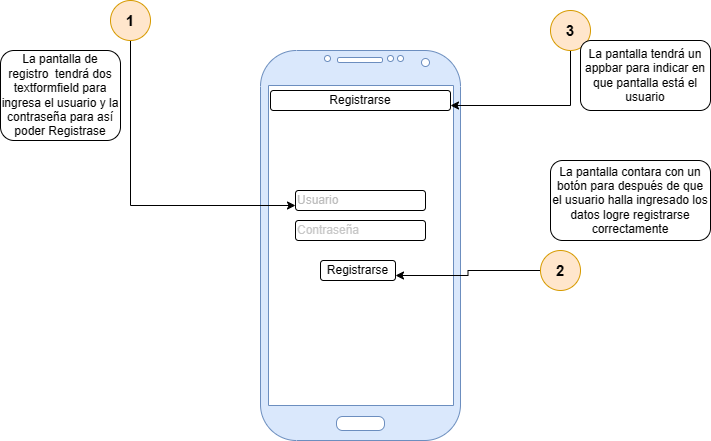 1
La pantalla de
registro tendrá dos
textformfield para
ingresa el usuario y la
contraseña para así
poder Registrase
3
La pantalla tendrá un
appbar para indicar en
en que pantalla está el
usuario
Registrarse
Usuario
Contraseña
Registrarse
La pantalla contara con un
botón para después de que
el usuario halla ingresado los
datos logre registrarse
correctamente
2